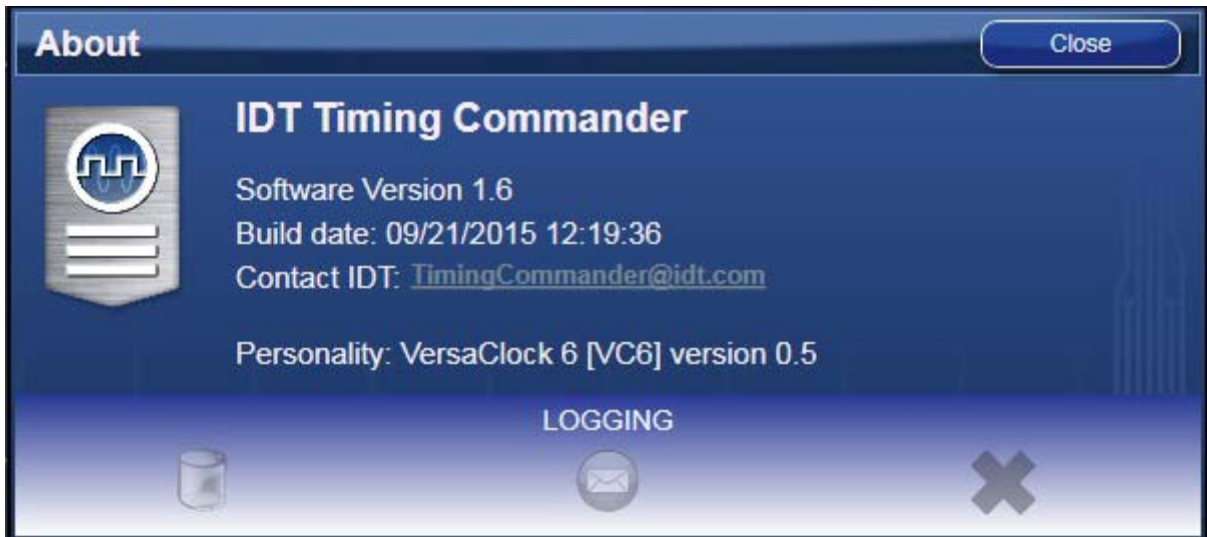 About
Close
IDT Timing Commander
Software Version 1.6
Build date: 09/21/2015 12:19:36
Contact IDT: TimingCommander@idt.com
Personality: VersaClock 6 [VC6] version 0.5
LOGGING